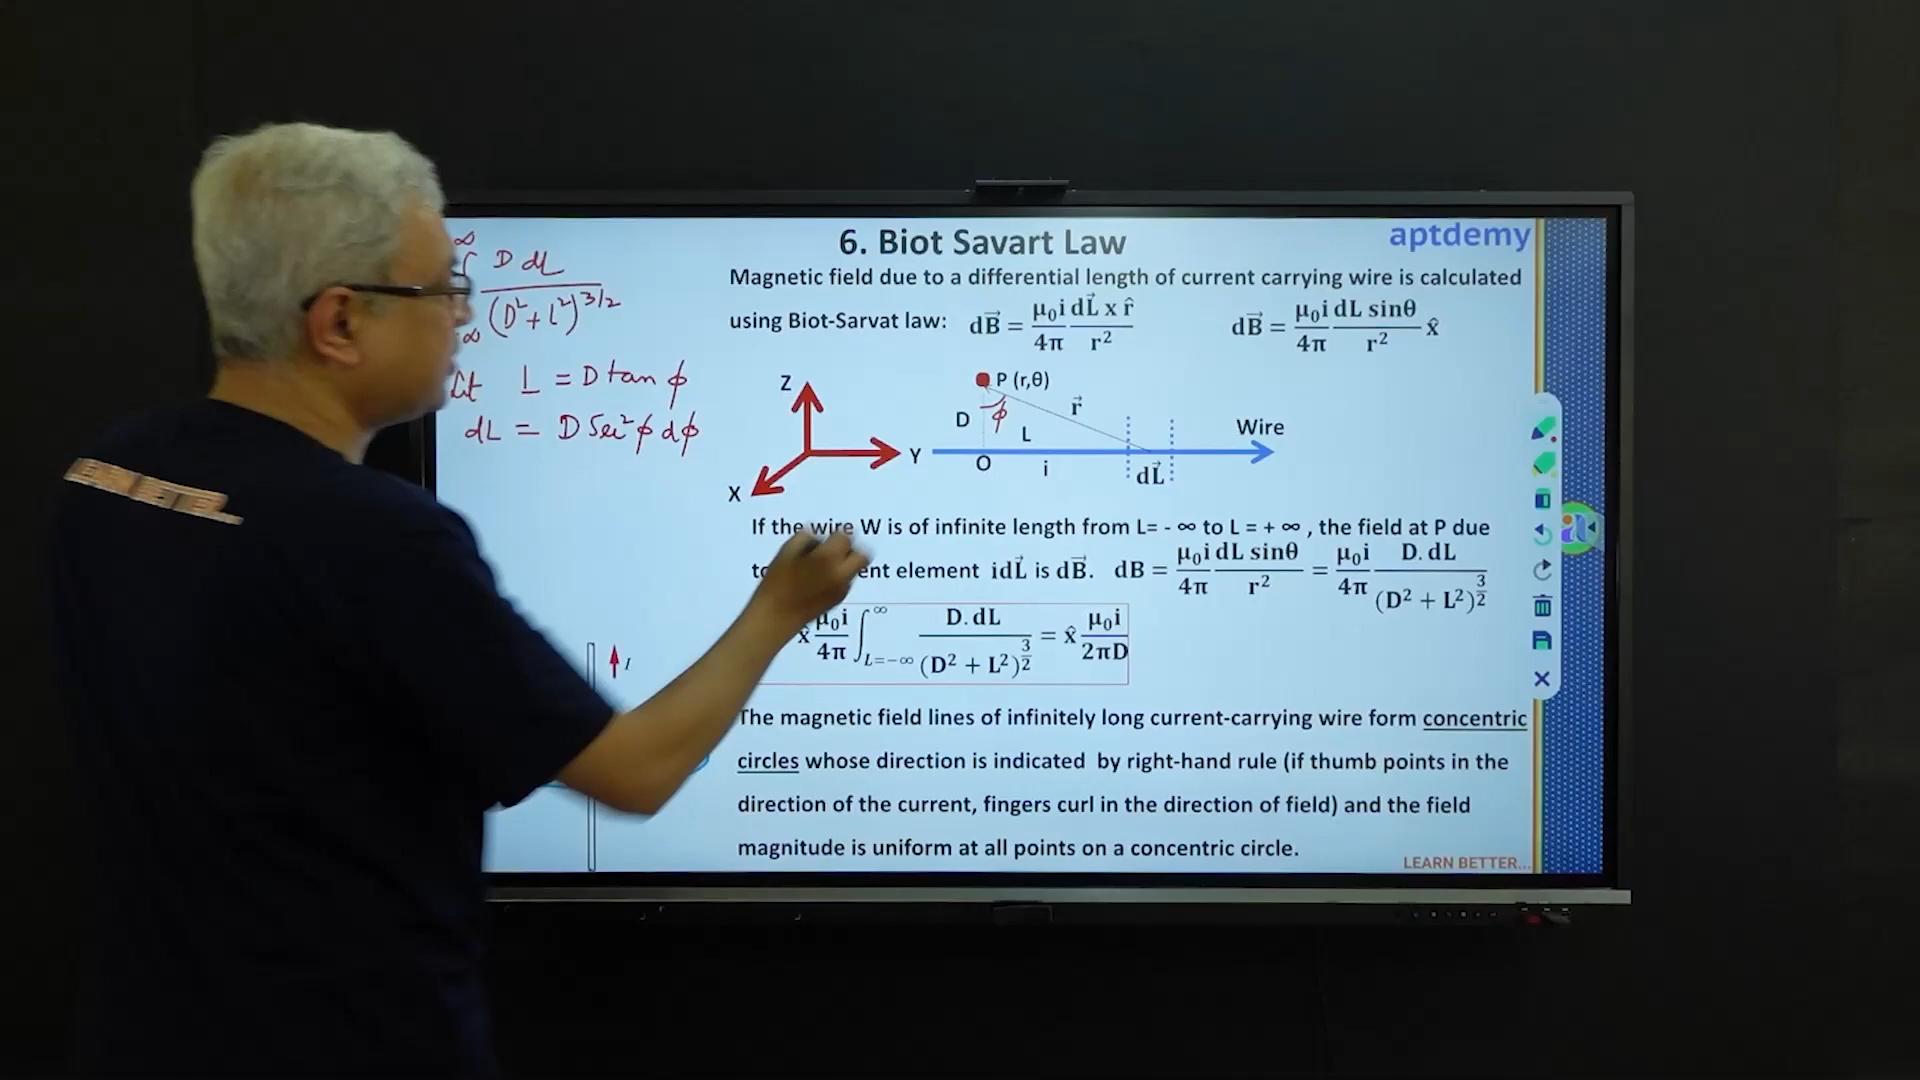 6. Biot Savart Law
aptdemy
Magnetic field due to a differential length of current carrying wire is calculated
using Biot-Sarvat law: dB⃗ = μ₀i/4π dL⃗ x r̂/r² dB⃗ = μ₀i/4π dL sinθ/r² x̂
∞ D dL
∞ (D²+L²)^3/2
L = D tan ϕ
dL = D Sec²ϕ dϕ
Z
Y
X
P (r,θ)
D ϕ r⃗
L
Wire
O i dL⃗
If the wire W is of infinite length from L= - ∞ to L = + ∞ , the field at P due
ent element idL⃗ is dB⃗. dB = μ₀i/4π dL sinθ/r² = μ₀i/4π D. dL/(D² + L²)^3/2
x̂ μ₀i/4π ∫_{L=−∞}^{∞} D. dL/(D² + L²)^3/2 = x̂ μ₀i/2πD
I
The magnetic field lines of infinitely long current-carrying wire form concentric
circles whose direction is indicated by right-hand rule (if thumb points in the
direction of the current, fingers curl in the direction of field) and the field
magnitude is uniform at all points on a concentric circle.
LEARN BETTER...